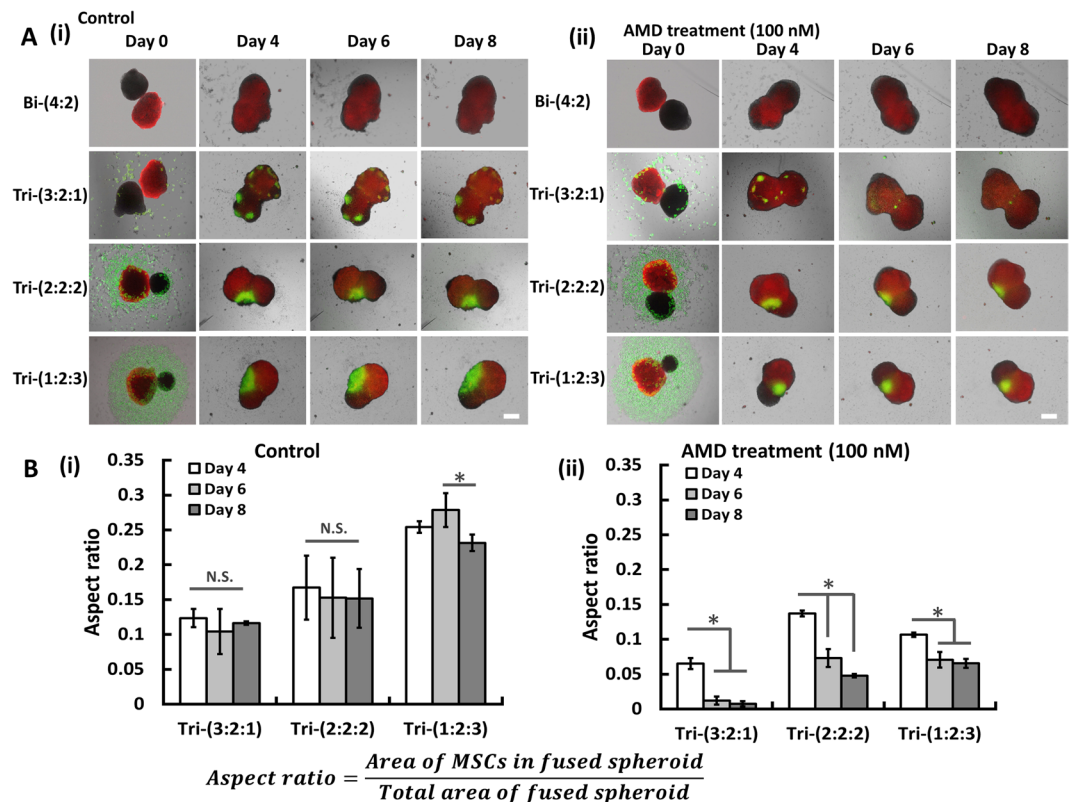 Control
A (i)
Day 0 Day 4 Day 6 Day 8
Bi-(4:2)
Tri-(3:2:1)
Tri-(2:2:2)
Tri-(1:2:3)
(ii) AMD treatment (100 nM)
Day 0 Day 4 Day 6 Day 8
Bi-(4:2)
Tri-(3:2:1)
Tri-(2:2:2)
Tri-(1:2:3)
B (i) Control
0.35
0.3
0.25
0.2
0.15
0.1
0.05
0
Aspect ratio
Day 4
Day 6
Day 8
N.S.
N.S.
*
Tri-(3:2:1) Tri-(2:2:2) Tri-(1:2:3)
(ii) AMD treatment (100 nM)
0.35
0.3
0.25
0.2
0.15
0.1
0.05
0
Aspect ratio
Day 4
Day 6
Day 8
*
*
*
Tri-(3:2:1) Tri-(2:2:2) Tri-(1:2:3)
Aspect ratio = Area of MSCs in fused spheroid
Total area of fused spheroid